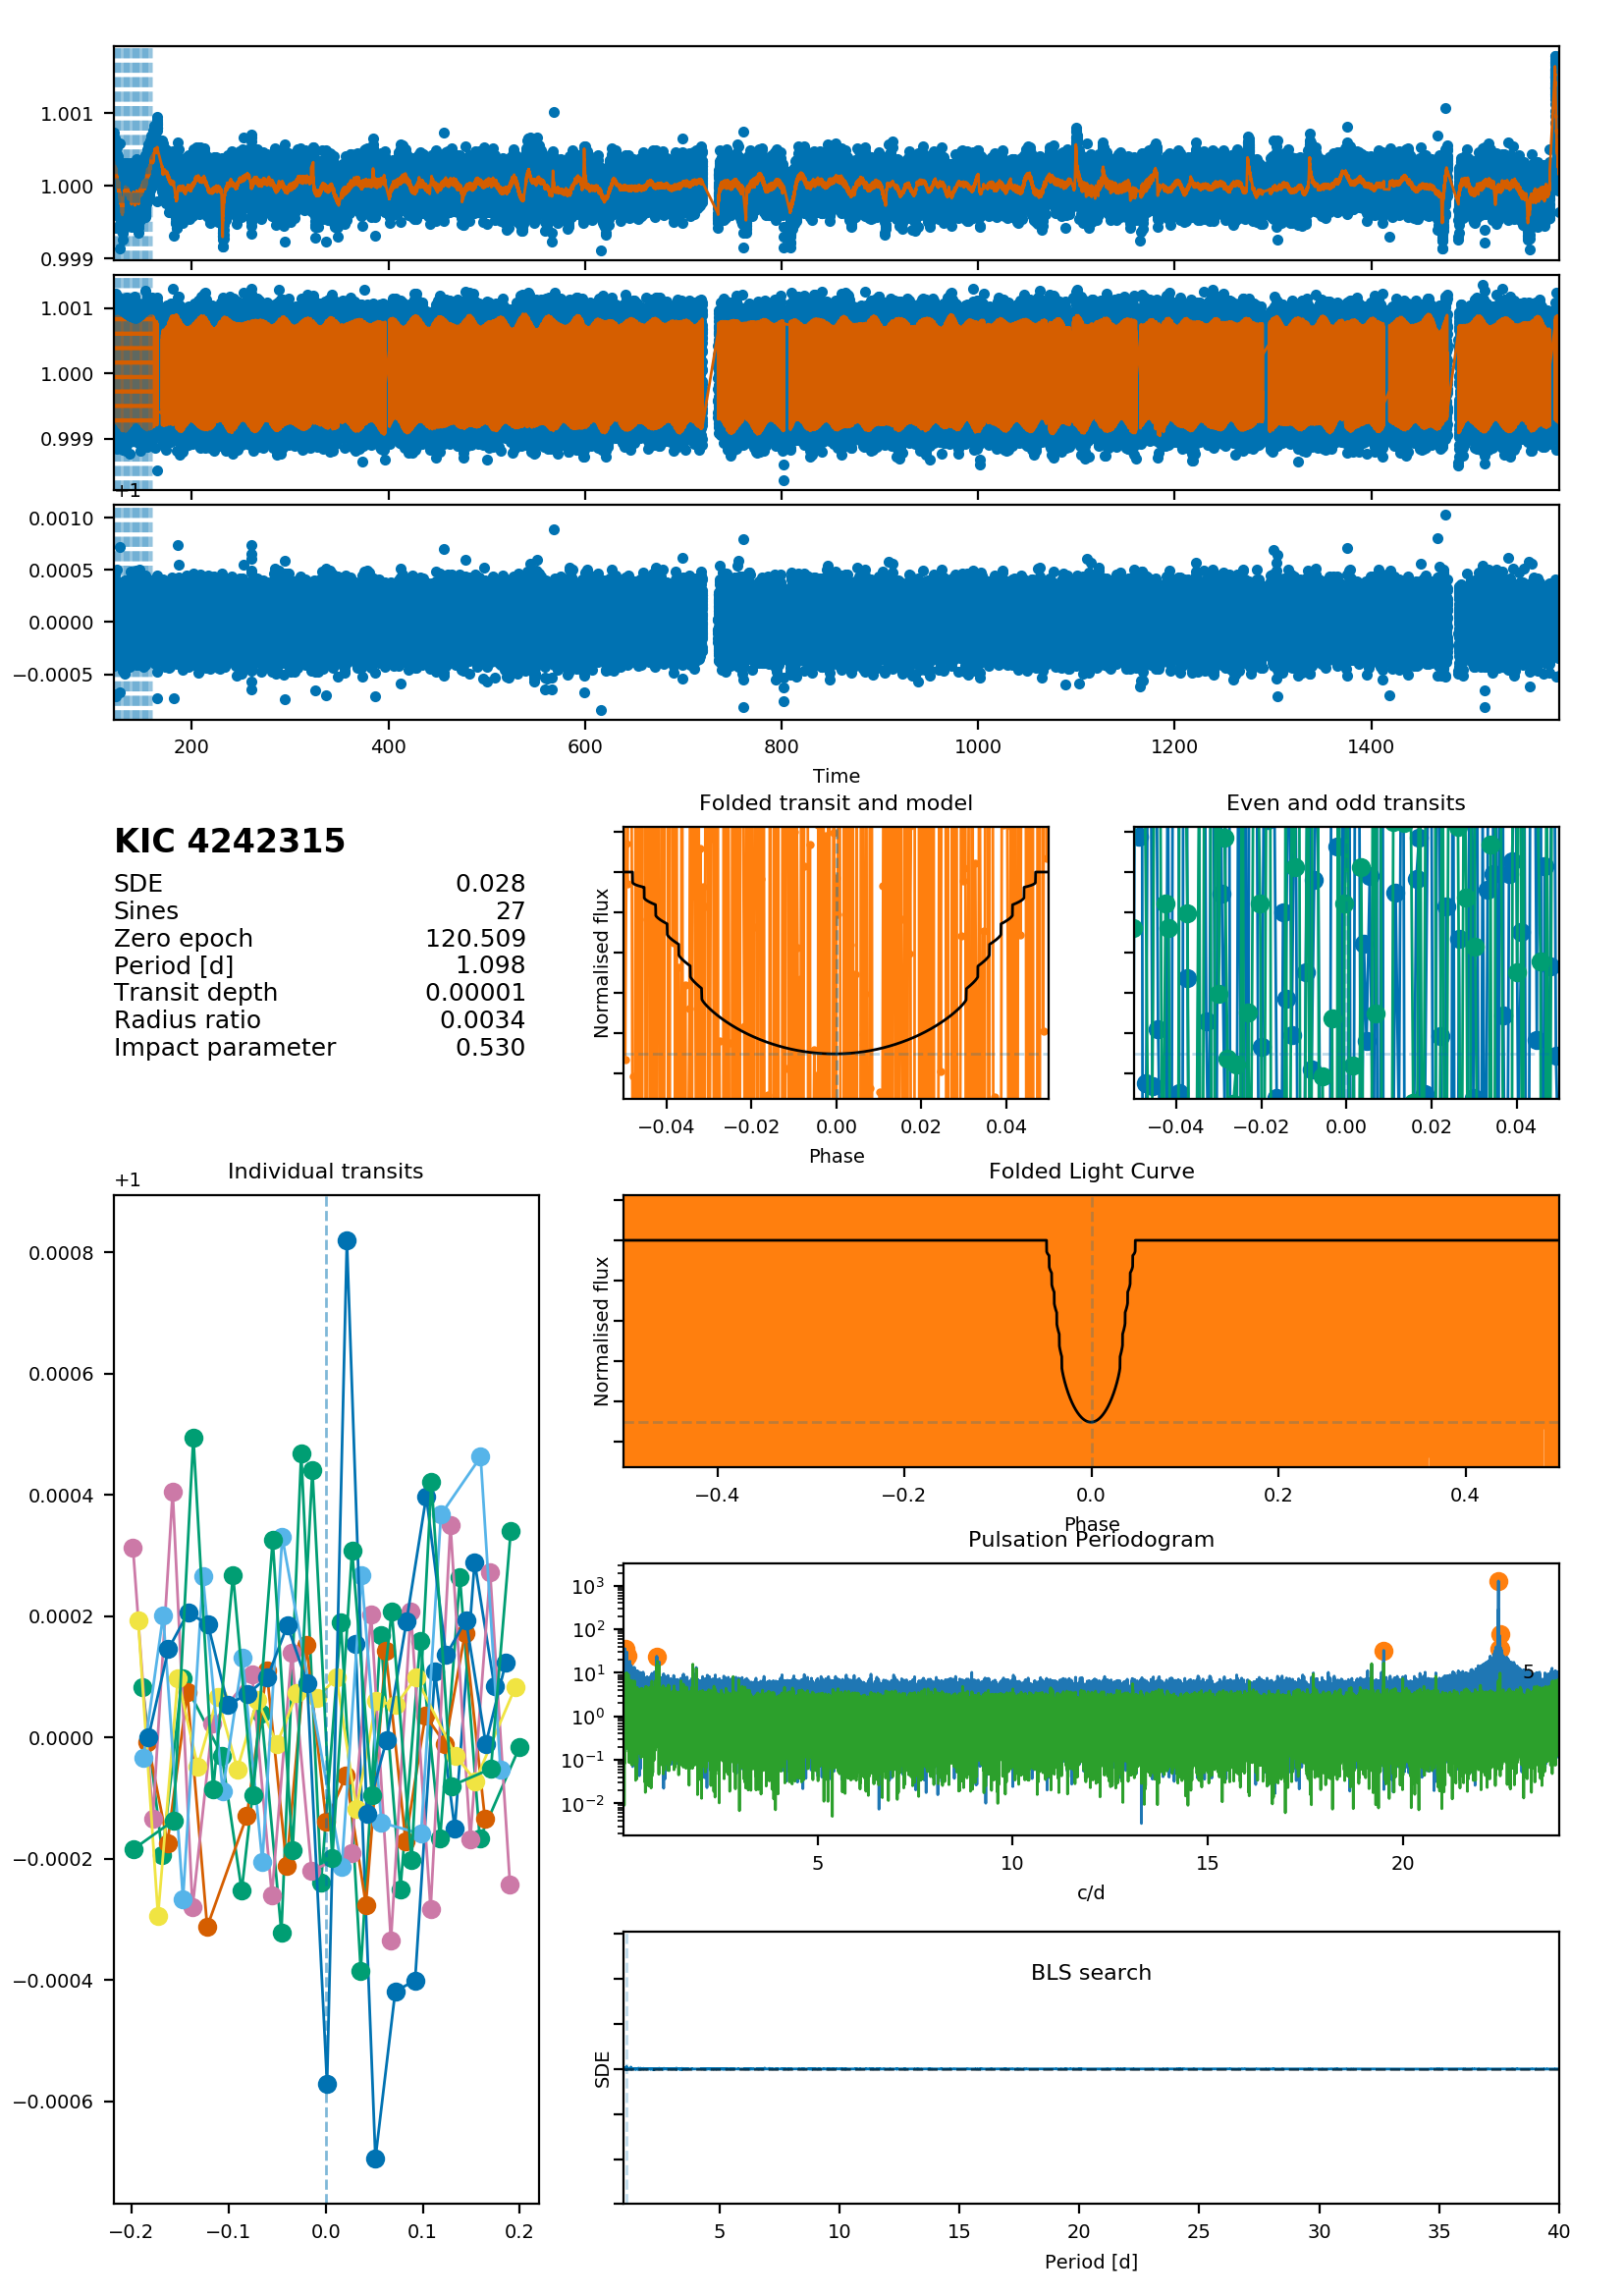 1.001
1.000
0.999
1.001
1.000
0.999
+1
0.0010
0.0005
0.0000
−0.0005
200 400 600 800 1000 1200 1400
Time
KIC 4242315
SDE 0.028
Sines 27
Zero epoch 120.509
Period [d] 1.098
Transit depth 0.00001
Radius ratio 0.0034
Impact parameter 0.530
Folded transit and model
Normalised flux
−0.04 −0.02 0.00 0.02 0.04
Phase
Even and odd transits
−0.04 −0.02 0.00 0.02 0.04
Individual transits
+1
0.0008
0.0006
0.0004
0.0002
0.0000
−0.0002
−0.0004
−0.0006
−0.2 −0.1 0.0 0.1 0.2
Folded Light Curve
Normalised flux
−0.4 −0.2 0.0 0.2 0.4
Phase
Pulsation Periodogram
10³
10²
10¹
10⁰
10⁻¹
10⁻²
5
5 10 15 20
c/d
BLS search
SDE
5 10 15 20 25 30 35 40
Period [d]